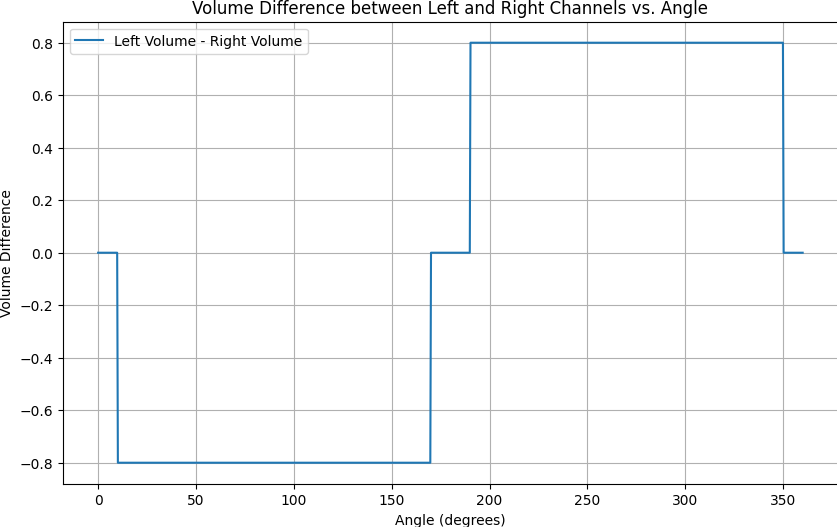 Volume Difference between Left and Right Channels vs. Angle
Left Volume - Right Volume
0.8
0.6
0.4
0.2
0.0
−0.2
−0.4
−0.6
−0.8
Volume Difference
0 50 100 150 200 250 300 350
Angle (degrees)